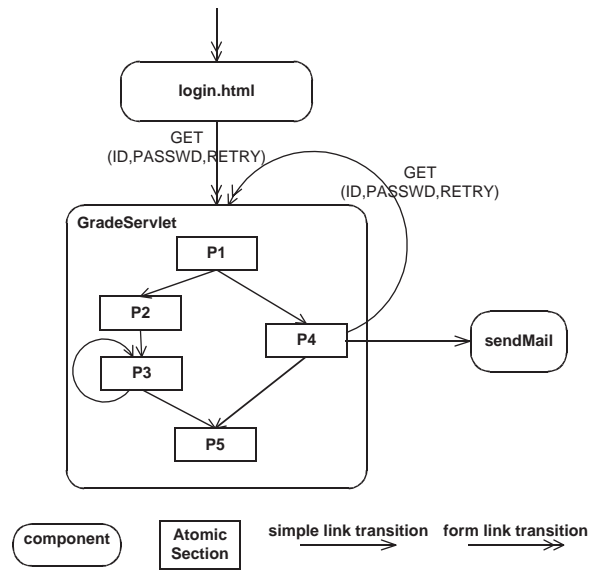 login.html
GET
(ID,PASSWD,RETRY)
GET
(ID,PASSWD,RETRY)
GradeServlet
P1
P2
P4
sendMail
P3
P5
component
Atomic
Section
simple link transition
form link transition